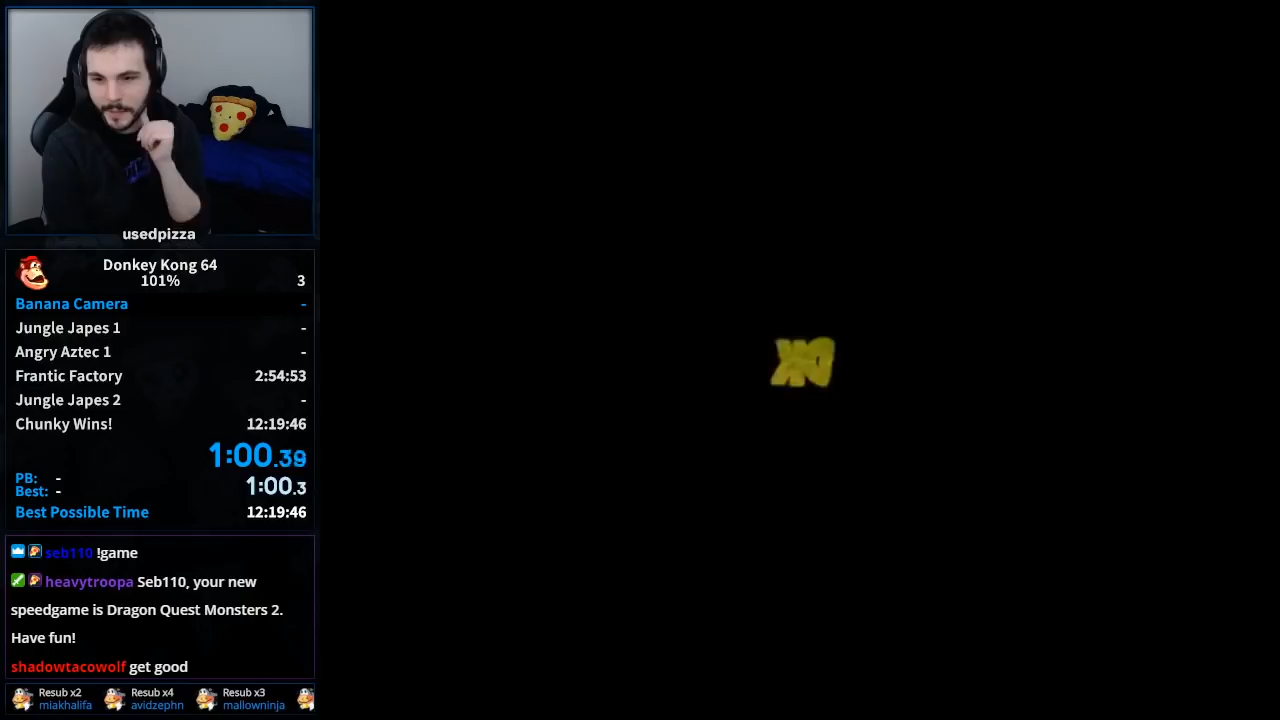 usedpizza
Donkey Kong 64
101% 3
Banana Camera -
Jungle Japes 1 -
Angry Aztec 1 -
Frantic Factory 2:54:53
Jungle Japes 2 -
Chunky Wins! 12:19:46
1:00.39
PB: - 1:00.3
Best: -
Best Possible Time 12:19:46
seb110 !game
heavytroopa Seb110, your new
speedgame is Dragon Quest Monsters 2.
Have fun!
shadowtacowolf get good
Resub x2 Resub x4 Resub x3
miakhalifa avidzephn mallowninja
DK